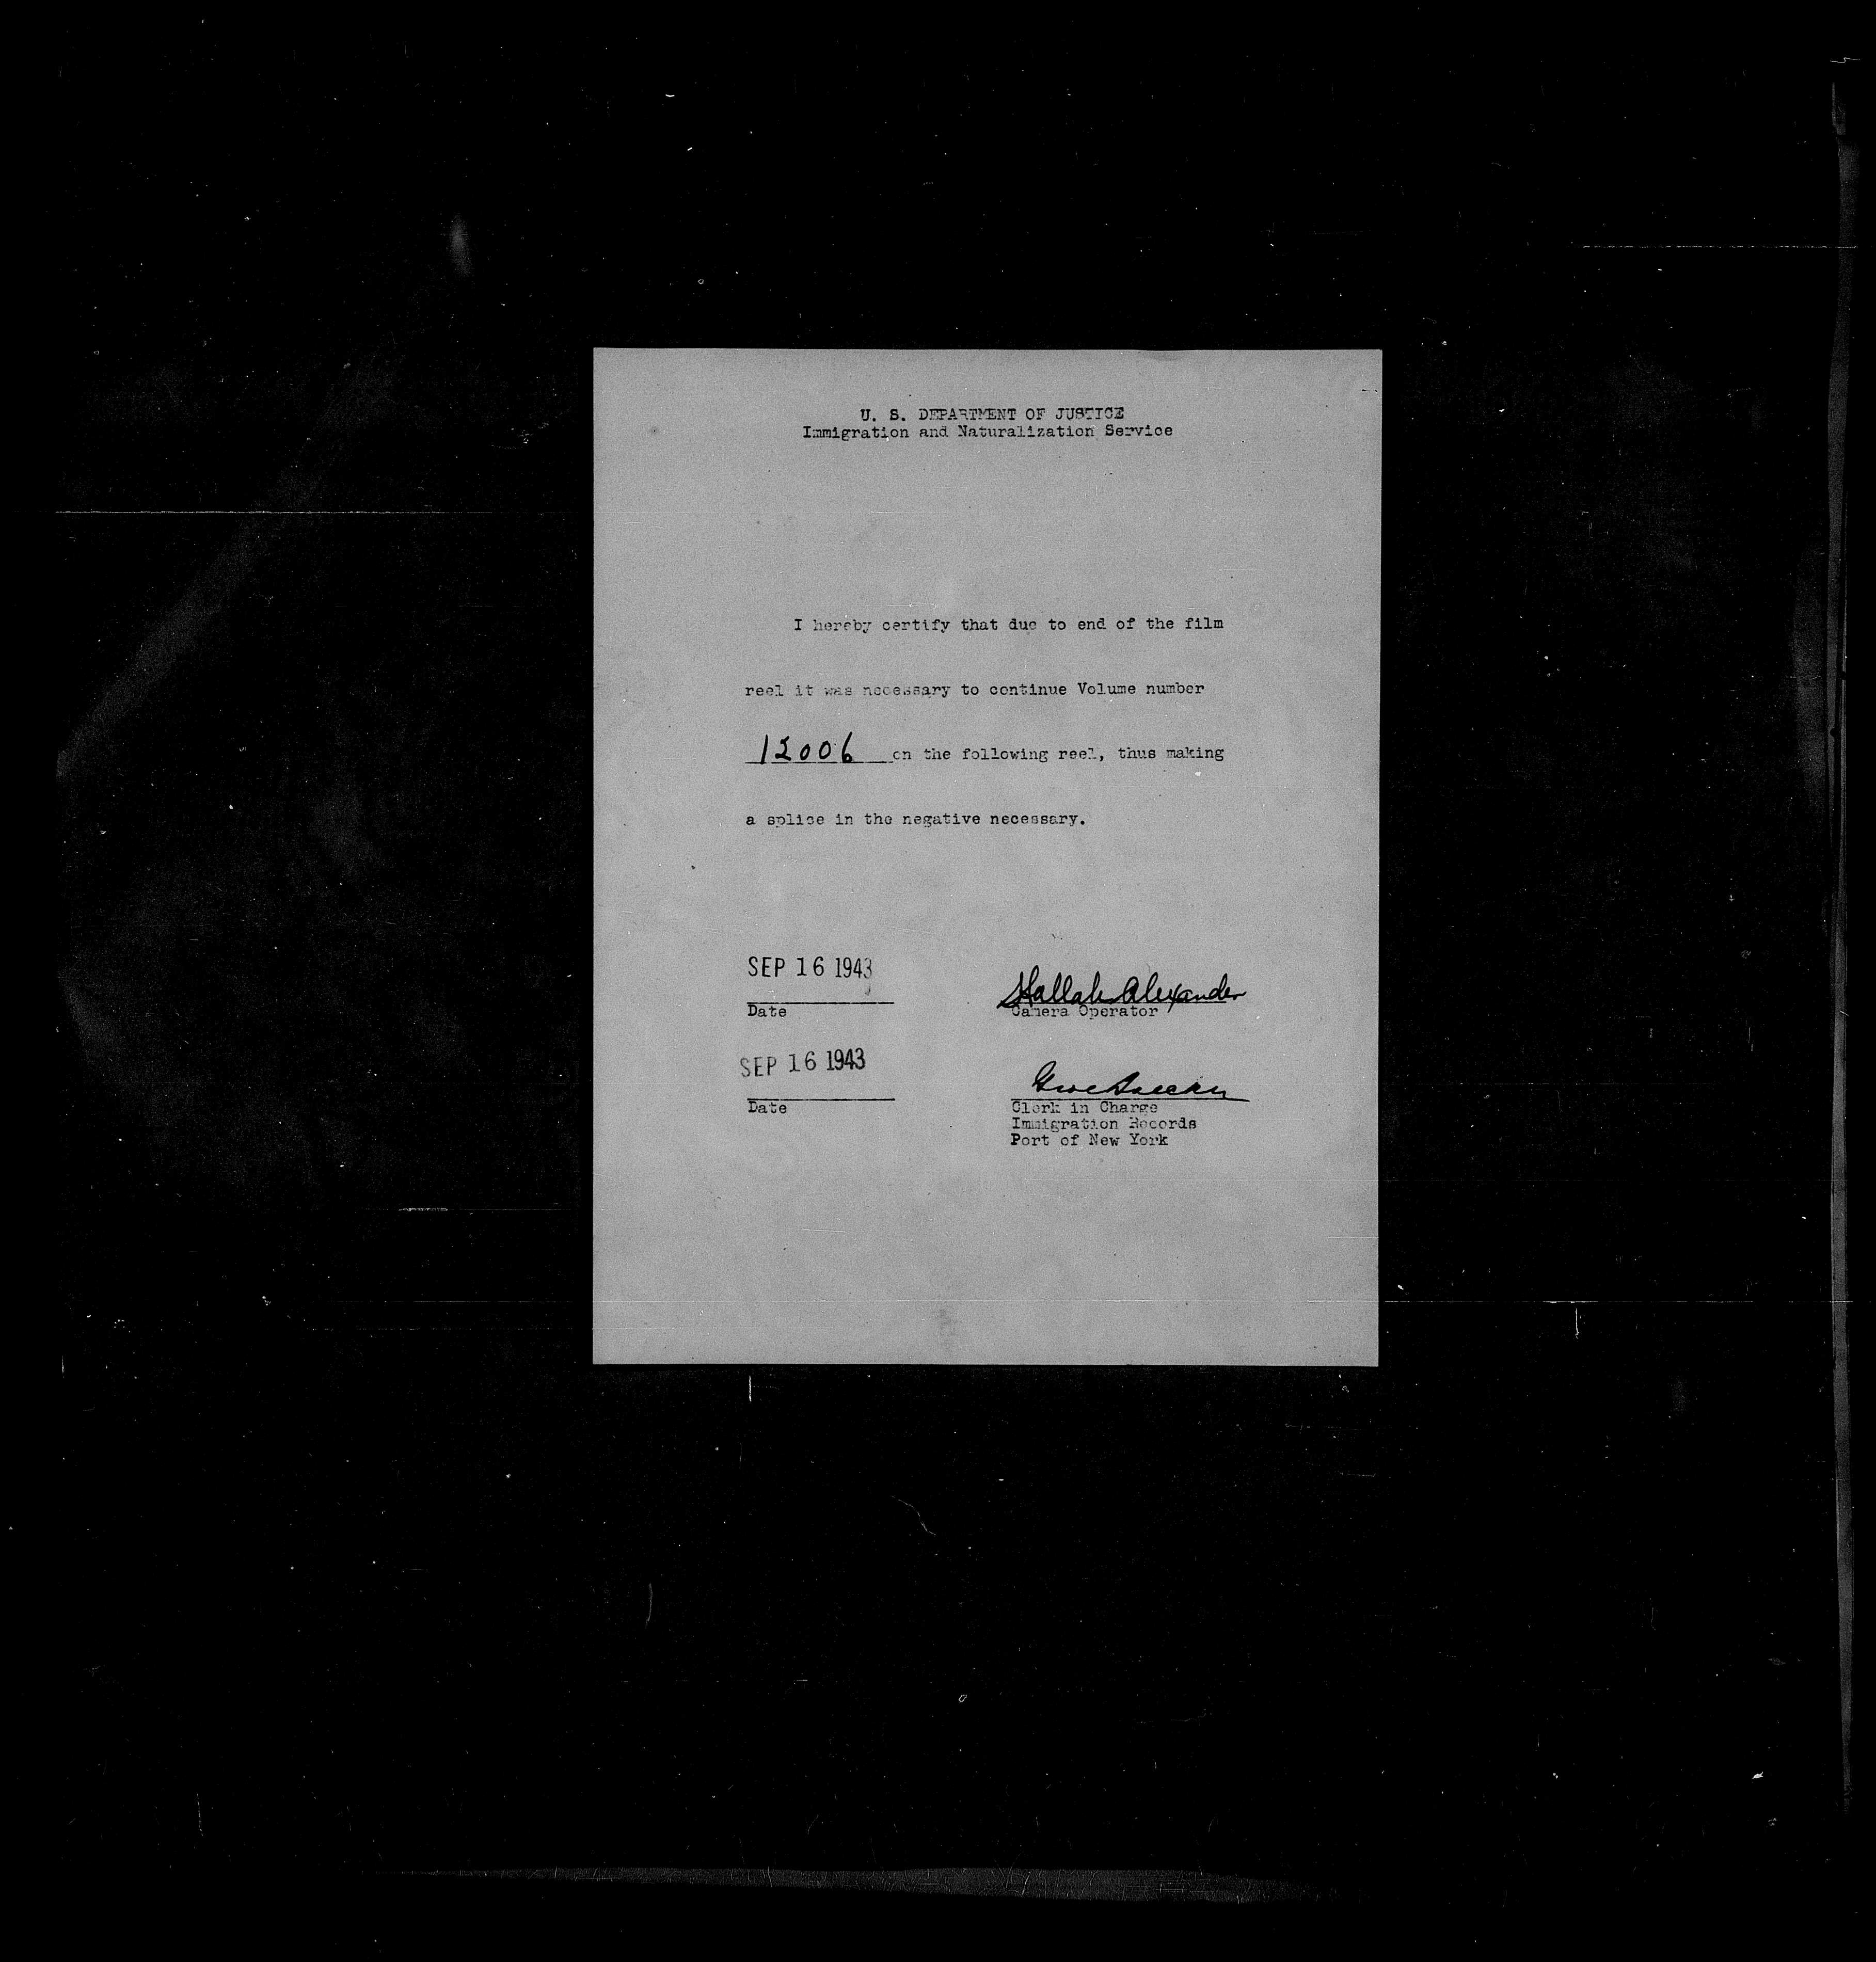 U. S. DEPARTMENT OF JUSTICE
Immigration and Naturalization Service
I hereby certify that due to end of the film
reel it was necessary to continue Volume number
12006 on the following reel, thus making
a splice in the negative necessary.
SEP 16 1943
Date
Alexander
Camera Operator
SEP 16 1943
Date
Clerk in Charge
Immigration Records
Port of New York